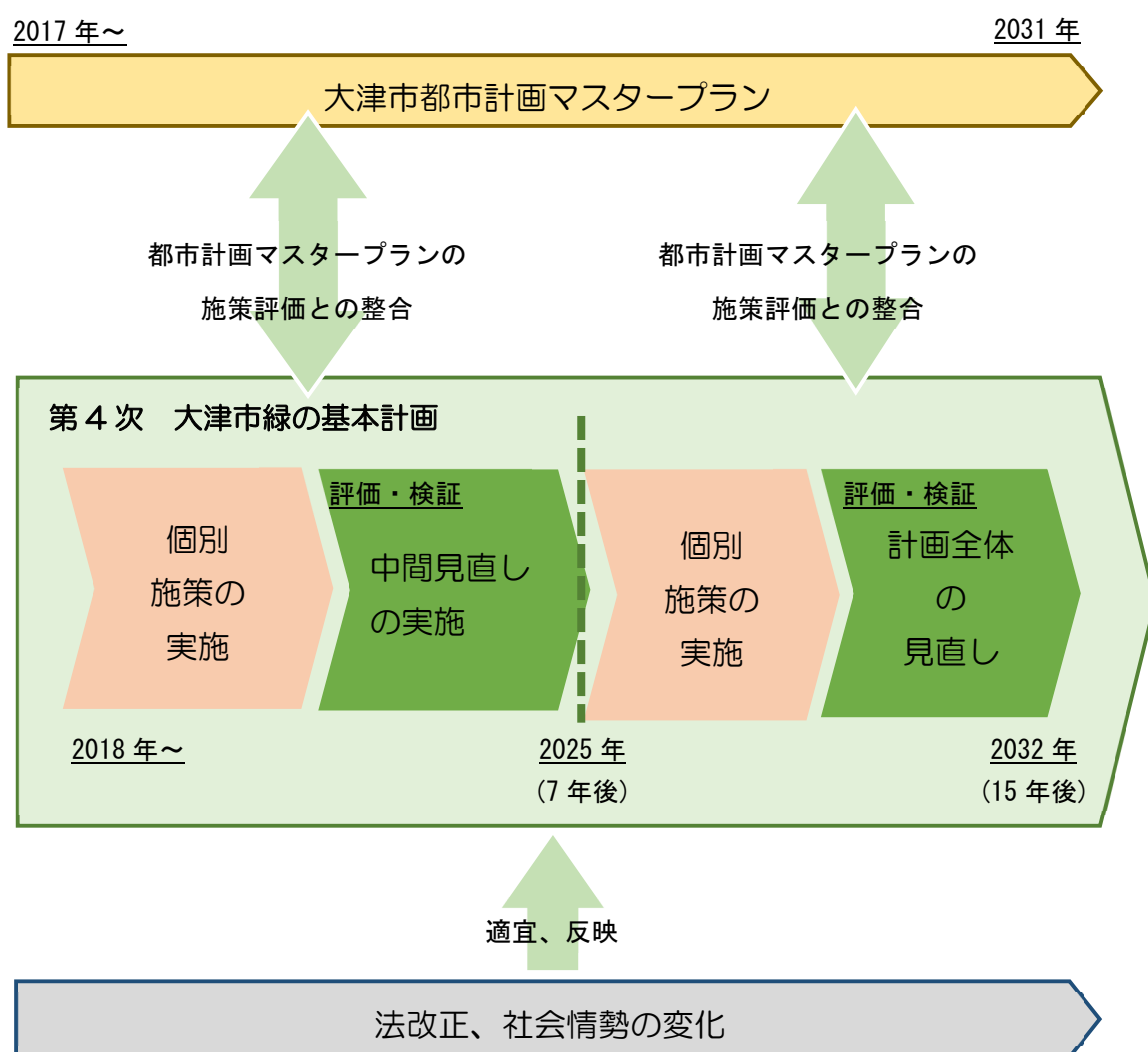 2017 年～
2031 年
大津市都市計画マスタープラン
都市計画マスタープランの
施策評価との整合
都市計画マスタープランの
施策評価との整合
第 4 次　大津市緑の基本計画
個別
施策の
実施
評価・検証
中間見直し
の実施
個別
施策の
実施
評価・検証
計画全体
の
見直し
2018 年～
2025 年
(7 年後)
2032 年
(15 年後)
適宜、反映
法改正、社会情勢の変化